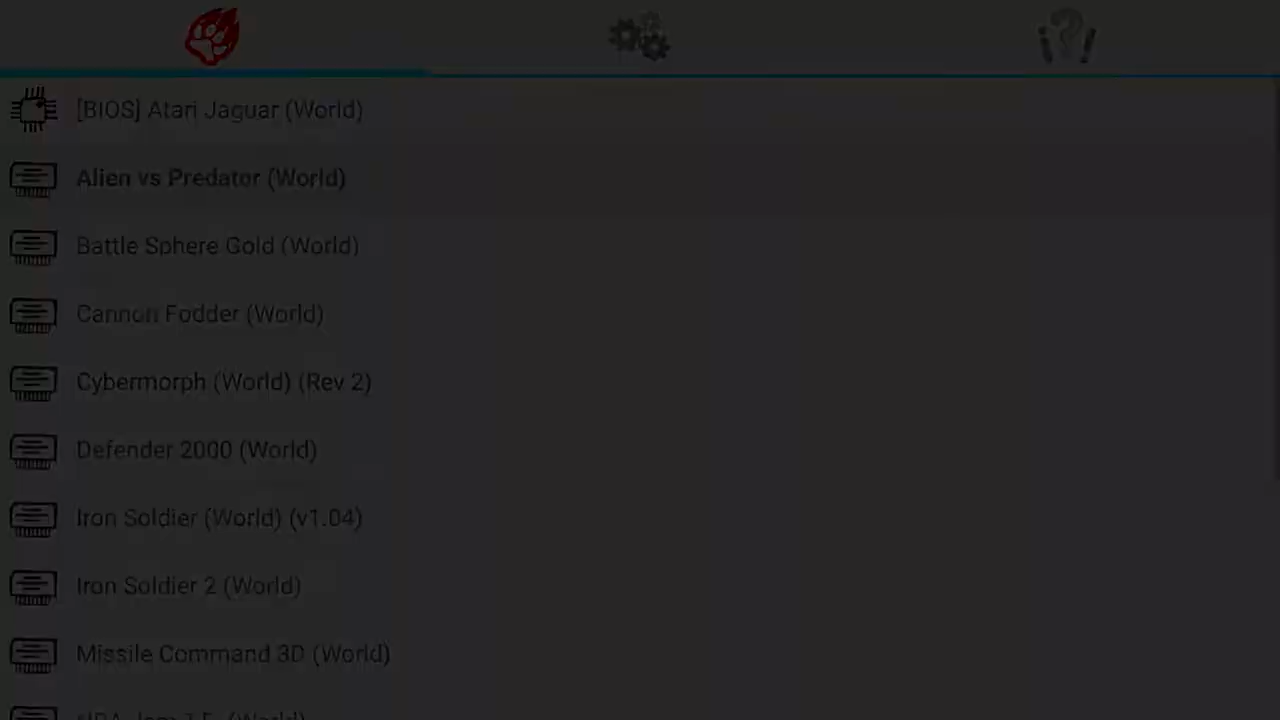 [BIOS] Atari Jaguar (World)
Alien vs Predator (World)
Battle Sphere Gold (World)
Cannon Fodder (World)
Cybermorph (World) (Rev 2)
Defender 2000 (World)
Iron Soldier (World) (v1.04)
Iron Soldier 2 (World)
Missile Command 3D (World)
(World)